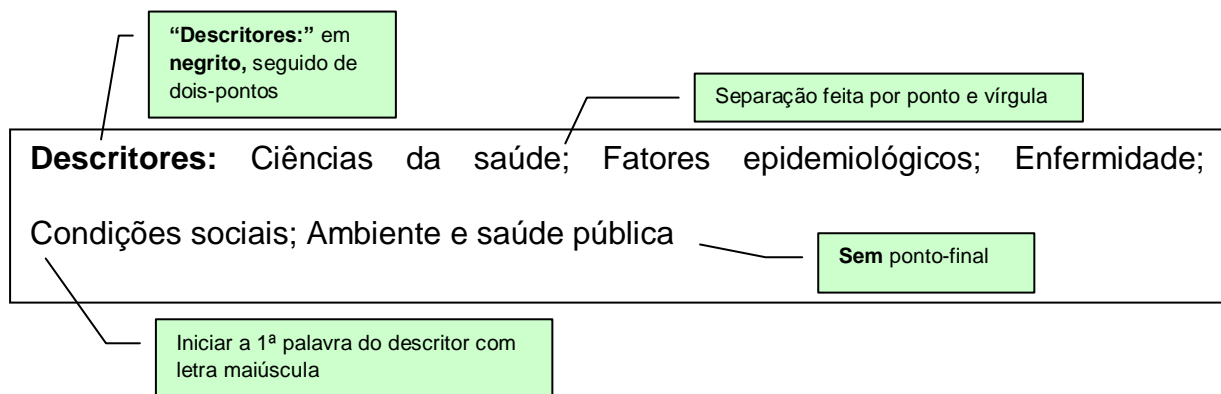 “Descritores:” em
negrito, seguido de
dois-pontos
Separação feita por ponto e vírgula
Descritores: Ciências da saúde; Fatores epidemiológicos; Enfermidade;
Condições sociais; Ambiente e saúde pública
Sem ponto-final
Iniciar a 1ª palavra do descritor com
letra maiúscula